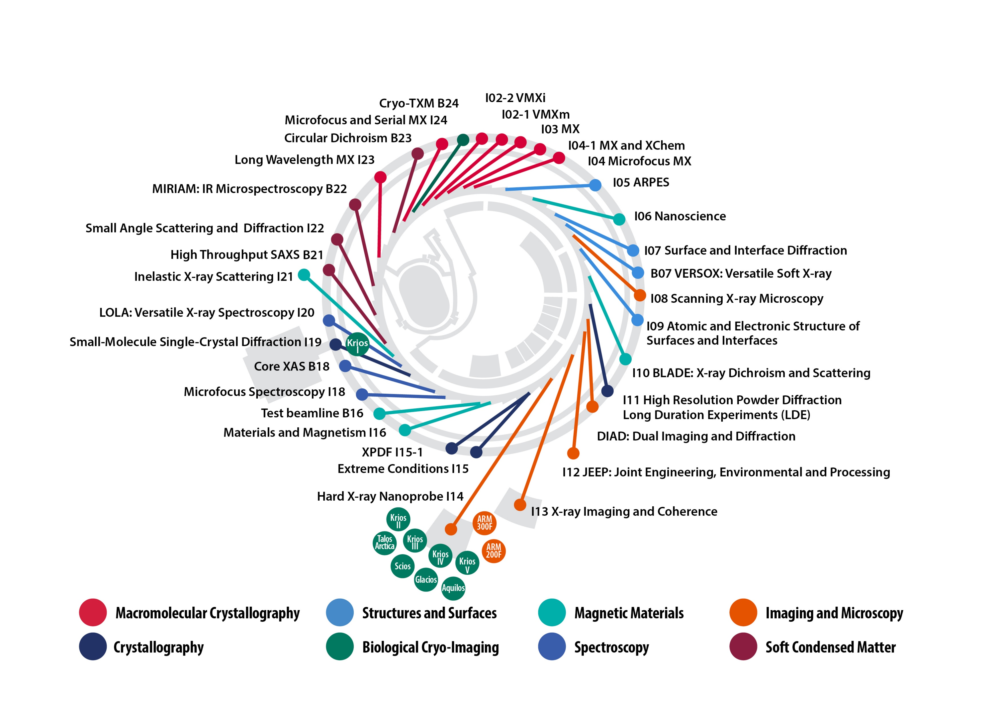 Cryo-TXM B24
Microfocus and Serial MX I24
Circular Dichroism B23
Long Wavelength MX I23
MIRIAM: IR Microspectroscopy B22
Small Angle Scattering and  Diffraction I22
High Throughput SAXS B21
Inelastic X-ray Scattering I21
LOLA: Versatile X-ray Spectroscopy I20
Small-Molecule Single-Crystal Diffraction I19
Krios
I
Core XAS B18
Microfocus Spectroscopy I18
Test beamline B16
Materials and Magnetism I16
XPDF I15-1
Extreme Conditions I15
Hard X-ray Nanoprobe I14
I02-2 VMXi
I02-1 VMXm
I03 MX
I04-1 MX and XChem
I04 Microfocus MX
I05 ARPES
I06 Nanoscience
I07 Surface and Interface Diffraction
B07 VERSOX: Versatile Soft X-ray
I08 Scanning X-ray Microscopy
I09 Atomic and Electronic Structure of
Surfaces and Interfaces
I10 BLADE: X-ray Dichroism and Scattering
I11 High Resolution Powder Diffraction
Long Duration Experiments (LDE)
DIAD: Dual Imaging and Diffraction
I12 JEEP: Joint Engineering, Environmental and Processing
I13 X-ray Imaging and Coherence
Krios
II
Talos
Arctica
Krios
III
Krios
IV
Krios
V
Scios
Glacios
Aquilos
ARM
300F
ARM
200F
Macromolecular Crystallography
Structures and Surfaces
Magnetic Materials
Imaging and Microscopy
Crystallography
Biological Cryo-Imaging
Spectroscopy
Soft Condensed Matter